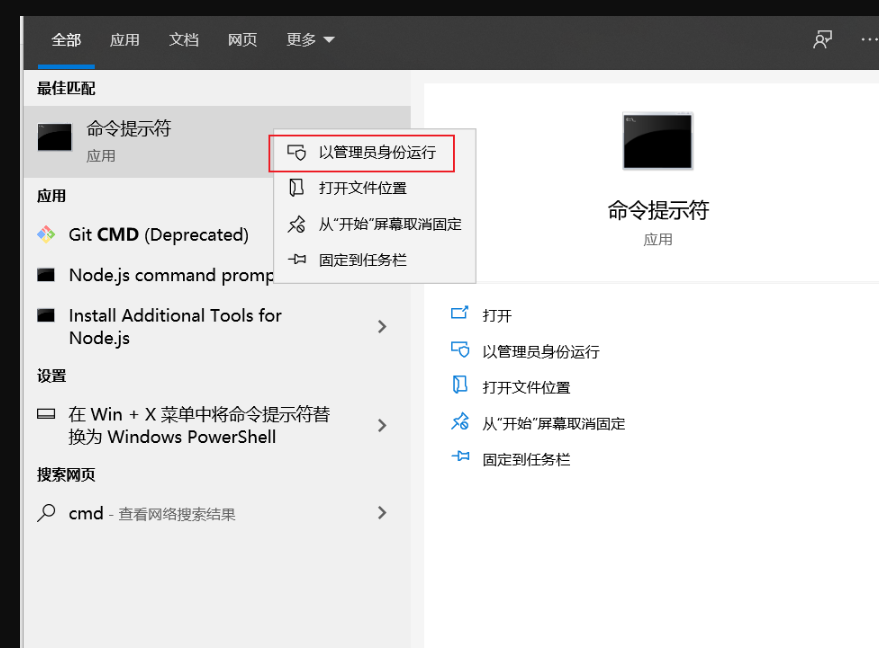 全部 应用 文档 网页 更多
最佳匹配
命令提示符
应用
以管理员身份运行
打开文件位置
从“开始”屏幕取消固定
固定到任务栏
应用
Git CMD (Deprecated)
Node.js command promp
Install Additional Tools for
Node.js
设置
在 Win + X 菜单中将命令提示符替
换为 Windows PowerShell
搜索网页
cmd - 查看网络搜索结果
命令提示符
应用
打开
以管理员身份运行
打开文件位置
从“开始”屏幕取消固定
固定到任务栏